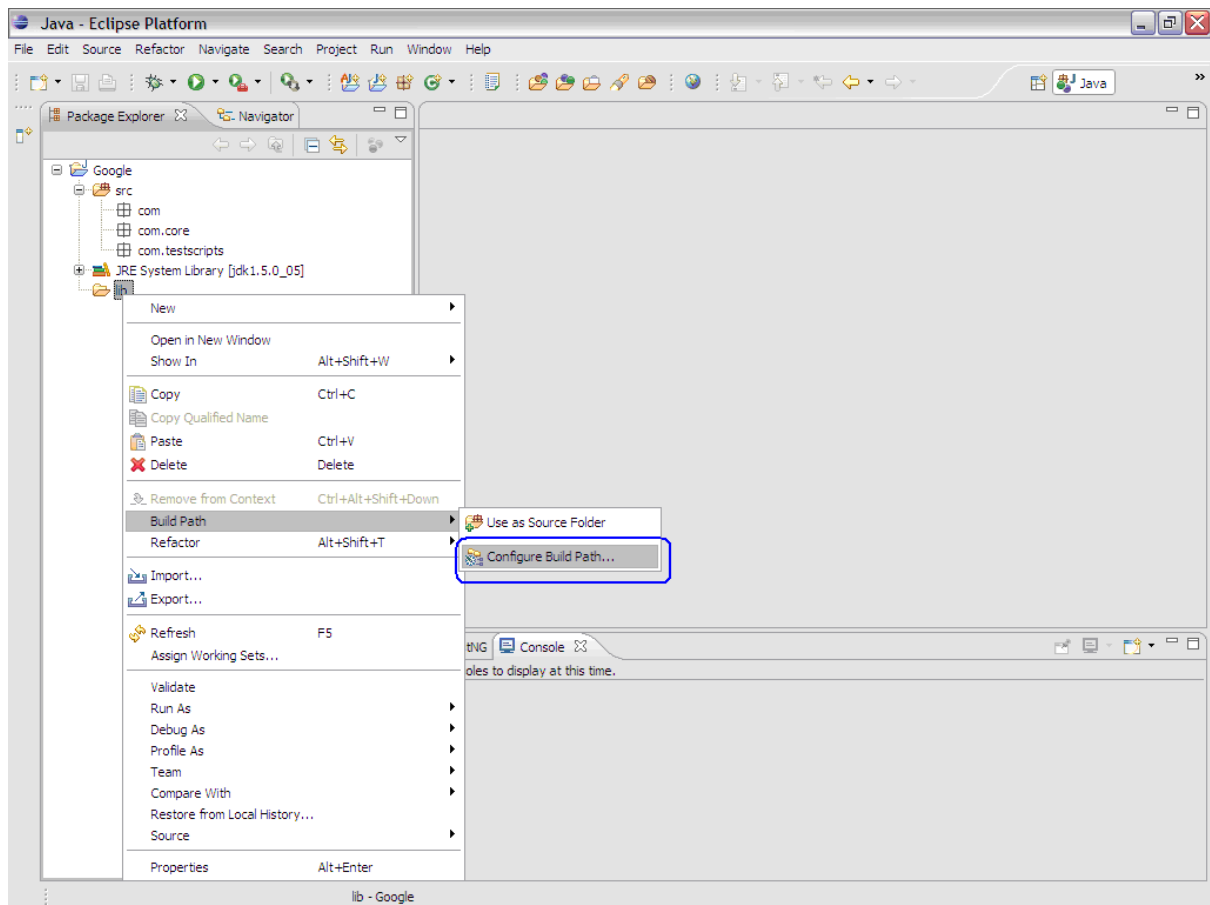 Java - Eclipse Platform
File Edit Source Refactor Navigate Search Project Run Window Help
Java
»
Package Explorer Navigator
Google
src
com
com.core
com.testscripts
JRE System Library [jdk1.5.0_05]
lib
New
Open in New Window
Show In Alt+Shift+W
Copy Ctrl+C
Copy Qualified Name
Paste Ctrl+V
Delete Delete
Remove from Context Ctrl+Alt+Shift+Down
Build Path
Use as Source Folder
Refactor Alt+Shift+T
Configure Build Path...
Import...
Export...
Refresh F5
tNG Console
Assign Working Sets...
oles to display at this time.
Validate
Run As
Debug As
Profile As
Team
Compare With
Restore from Local History...
Source
Properties Alt+Enter
lib - Google